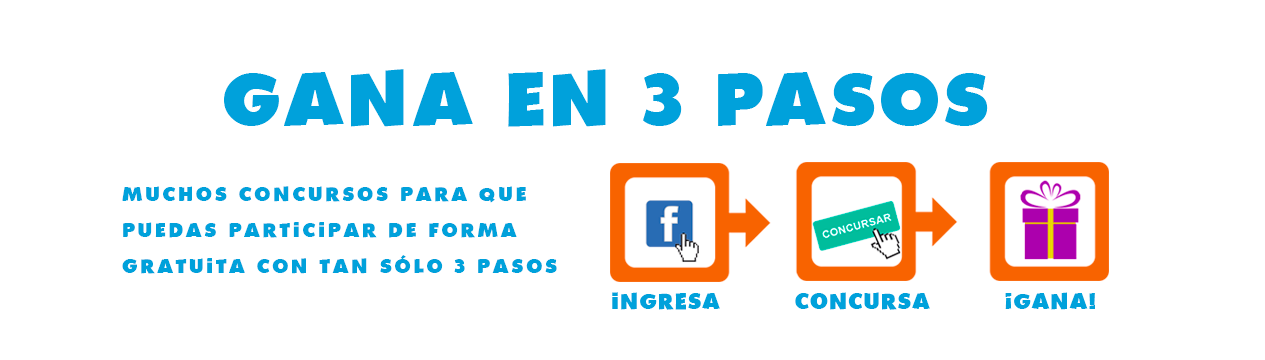 GANA EN 3 PASOS
MUCHOS CONCURSOS PARA QUE
PUEDAS PARTiCiPAR DE FORMA
GRATUiTA CON TAN SÓLO 3 PASOS
f
CONCURSAR
iNGRESA
CONCURSA
¡GANA!